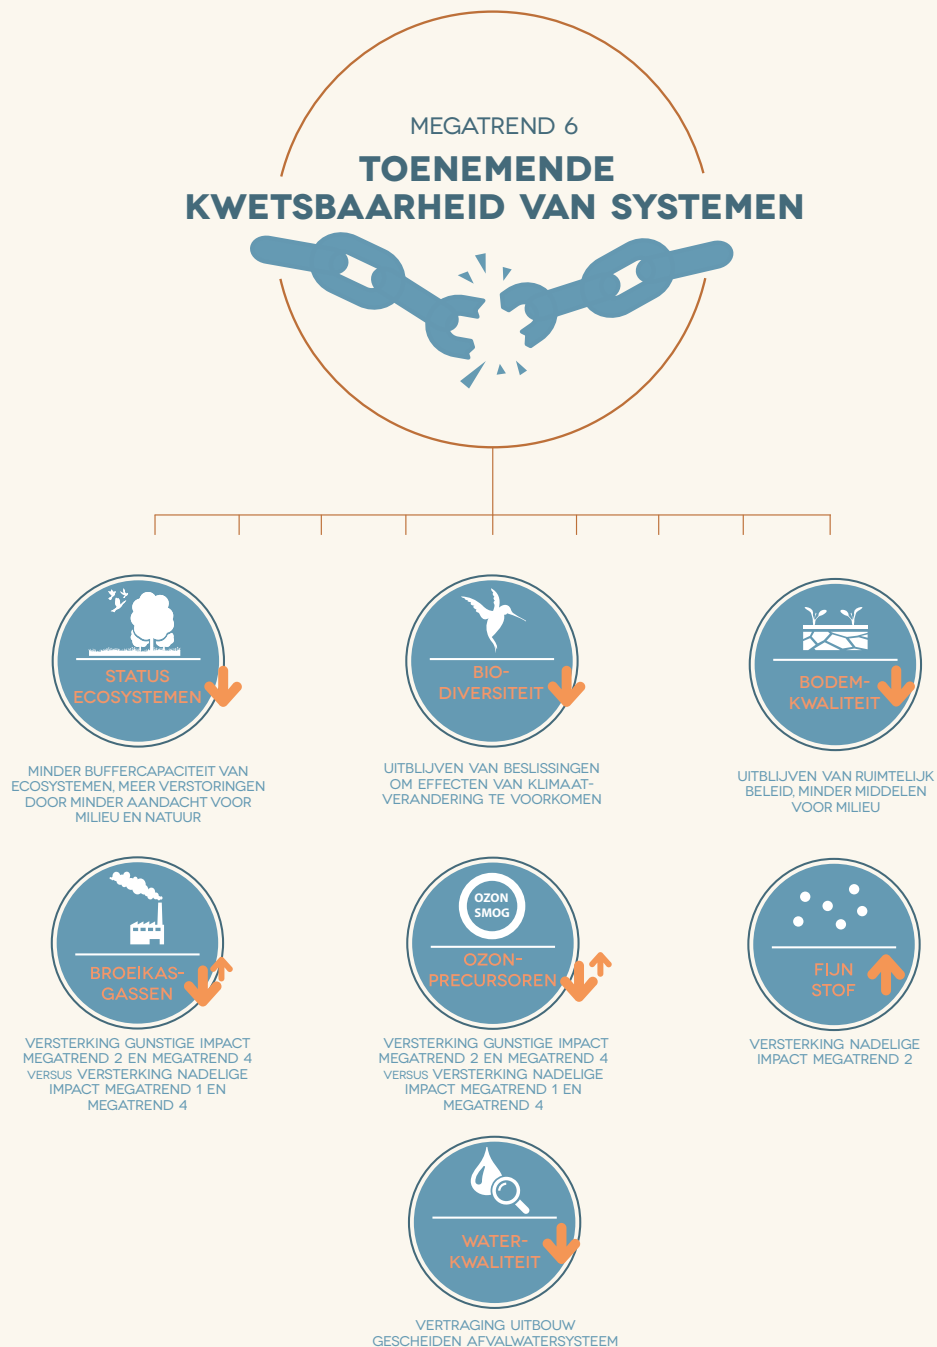 MEGATREND 6
TOENEMENDE
KWETSBAARHEID VAN SYSTEMEN
STATUS
ECOSYSTEMEN
MINDER BUFFERCAPACITEIT VAN
ECOSYSTEMEN, MEER VERSTORINGEN
DOOR MINDER AANDACHT VOOR
MILIEU EN NATUUR
BIO-
DIVERSITEIT
UITBLIJVEN VAN BESLISSINGEN
OM EFFECTEN VAN KLIMAAT-
VERANDERING TE VOORKOMEN
BODEM-
KWALITEIT
UITBLIJVEN VAN RUIMTELIJK
BELEID, MINDER MIDDELEN
VOOR MILIEU
BROEIKAS-
GASSEN
VERSTERKING GUNSTIGE IMPACT
MEGATREND 2 EN MEGATREND 4
VERSUS VERSTERKING NADELIGE
IMPACT MEGATREND 1 EN
MEGATREND 4
OZON
SMOG
OZON-
PRECURSOREN
VERSTERKING GUNSTIGE IMPACT
MEGATREND 2 EN MEGATREND 4
VERSUS VERSTERKING NADELIGE
IMPACT MEGATREND 1 EN
MEGATREND 4
FIJN
STOF
VERSTERKING NADELIGE
IMPACT MEGATREND 2
WATER-
KWALITEIT
VERTRAGING UITBOUW
GESCHEIDEN AFVALWATERSYSTEEM